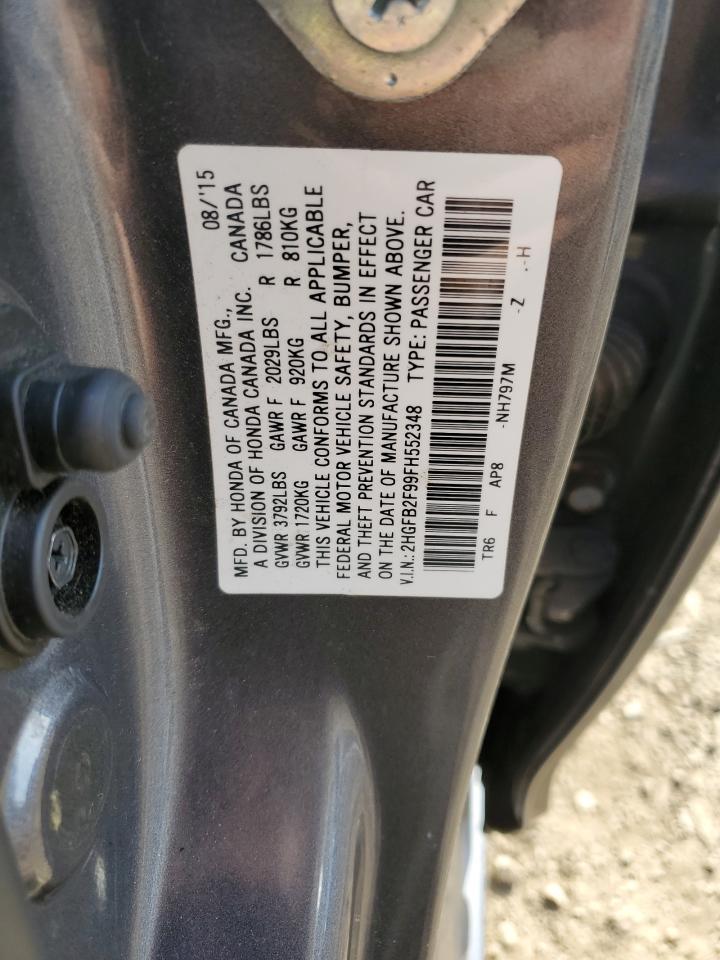 MFD. BY HONDA OF CANADA MFG., 08/'15
A DIVISION OF HONDA CANADA INC. CANADA
GVWR 3792LBS GAWR F 2029LBS R 1786LBS
GVWR 1720KG GAWR F 920KG R 810KG
THIS VEHICLE CONFORMS TO ALL APPLICABLE
FEDERAL MOTOR VEHICLE SAFETY, BUMPER,
AND THEFT PREVENTION STANDARDS IN EFFECT
ON THE DATE OF MANUFACTURE SHOWN ABOVE.
V.I.N.: 2HGFB2F99FH552348 TYPE: PASSENGER CAR
TR6 F AP8 -NH797M -Z .-H